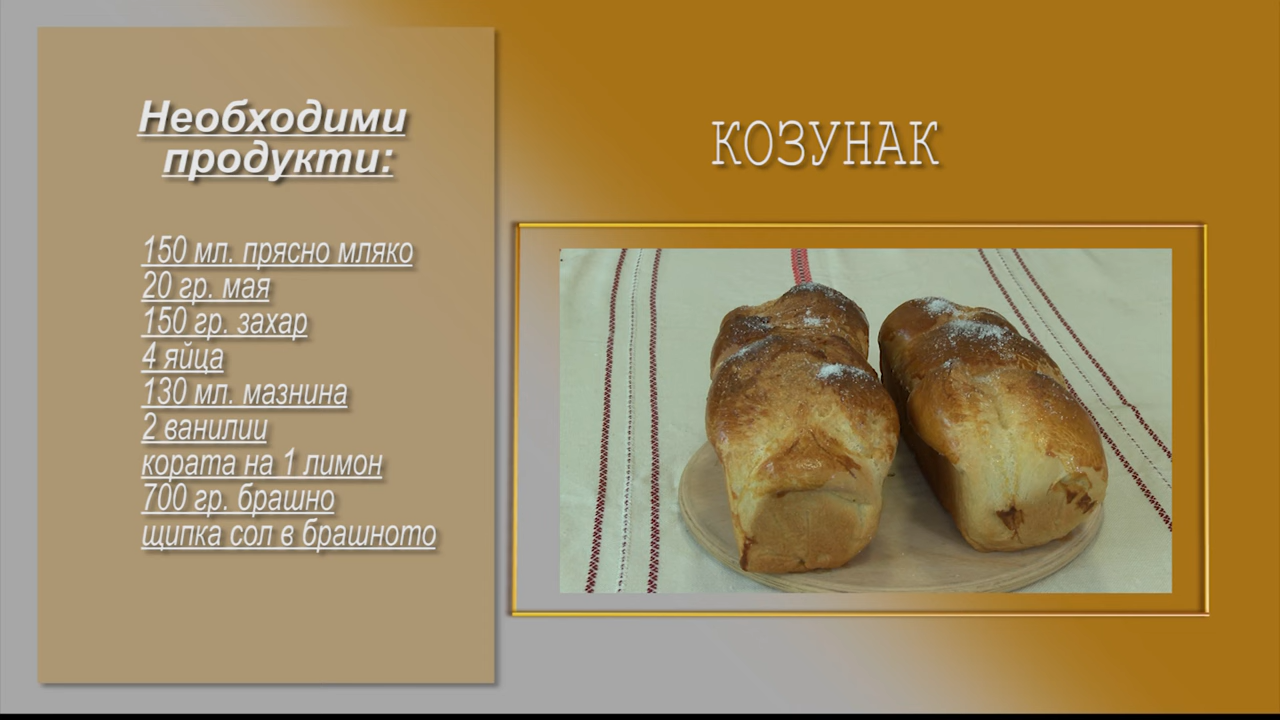 Необходими
продукти:
150 мл. прясно мляко
20 гр. мая
150 гр. захар
4 яйца
130 мл. мазнина
2 ванилии
кората на 1 лимон
700 гр. брашно
щипка сол в брашното
КОЗУНАК